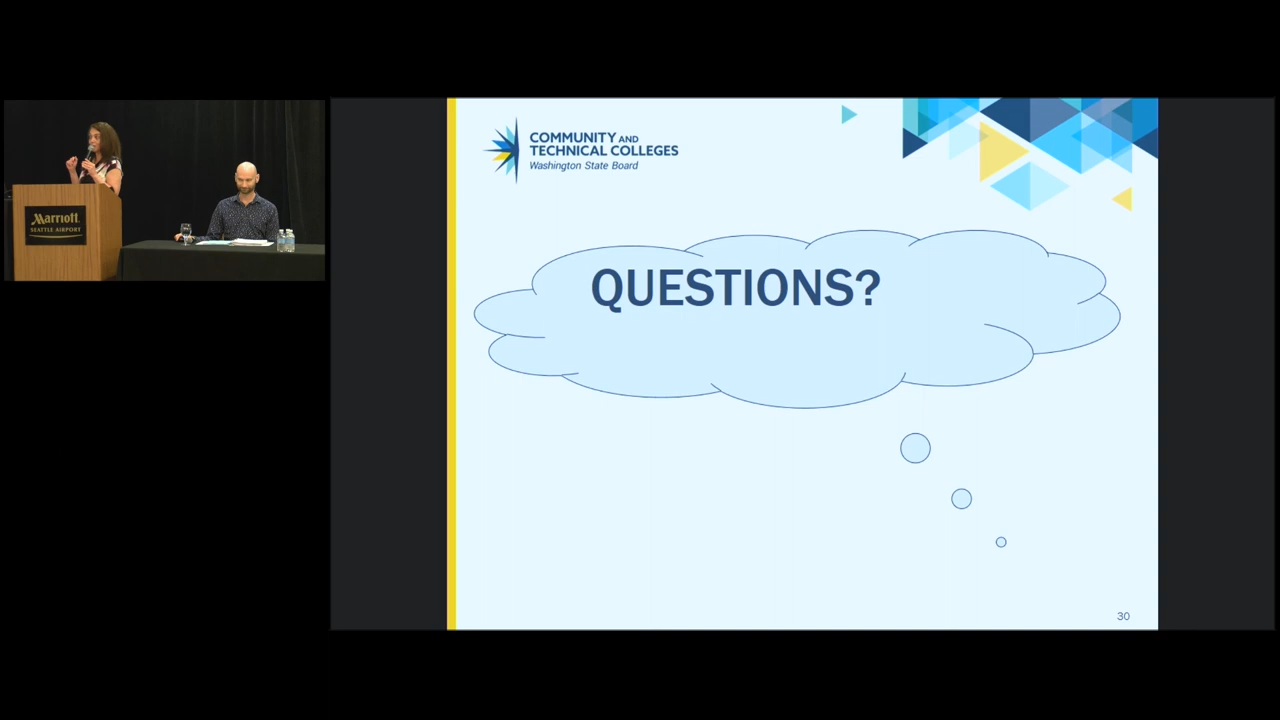 Marriott
SEATTLE AIRPORT
COMMUNITY AND
TECHNICAL COLLEGES
Washington State Board
QUESTIONS?
30